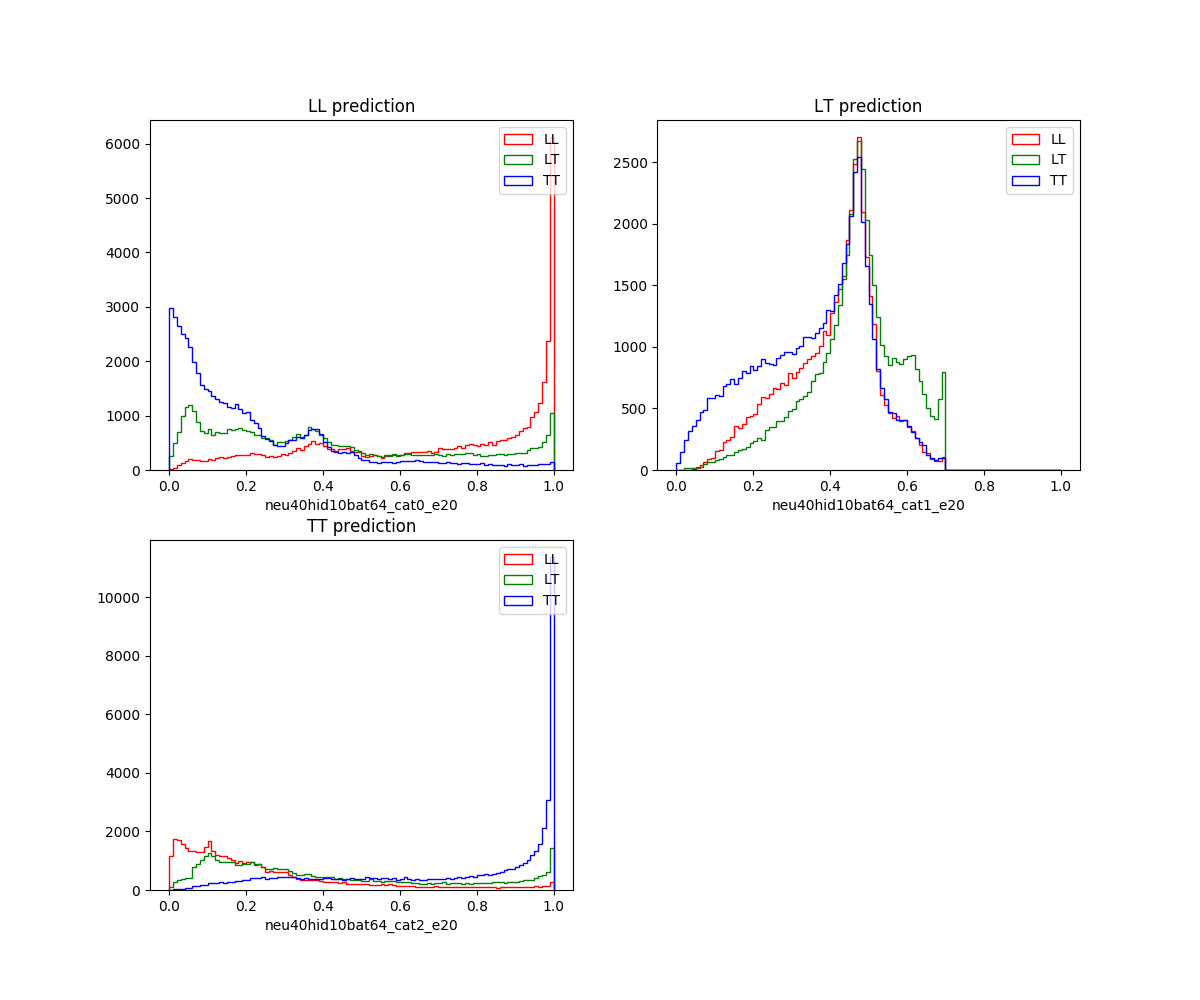 LL prediction
6000
5000
4000
3000
2000
1000
0
0.0 0.2 0.4 0.6 0.8 1.0
neu40hid10bat64_cat0_e20
LL
LT
TT
LT prediction
2500
2000
1500
1000
500
0
0.0 0.2 0.4 0.6 0.8 1.0
neu40hid10bat64_cat1_e20
LL
LT
TT
TT prediction
10000
8000
6000
4000
2000
0
0.0 0.2 0.4 0.6 0.8 1.0
neu40hid10bat64_cat2_e20
LL
LT
TT